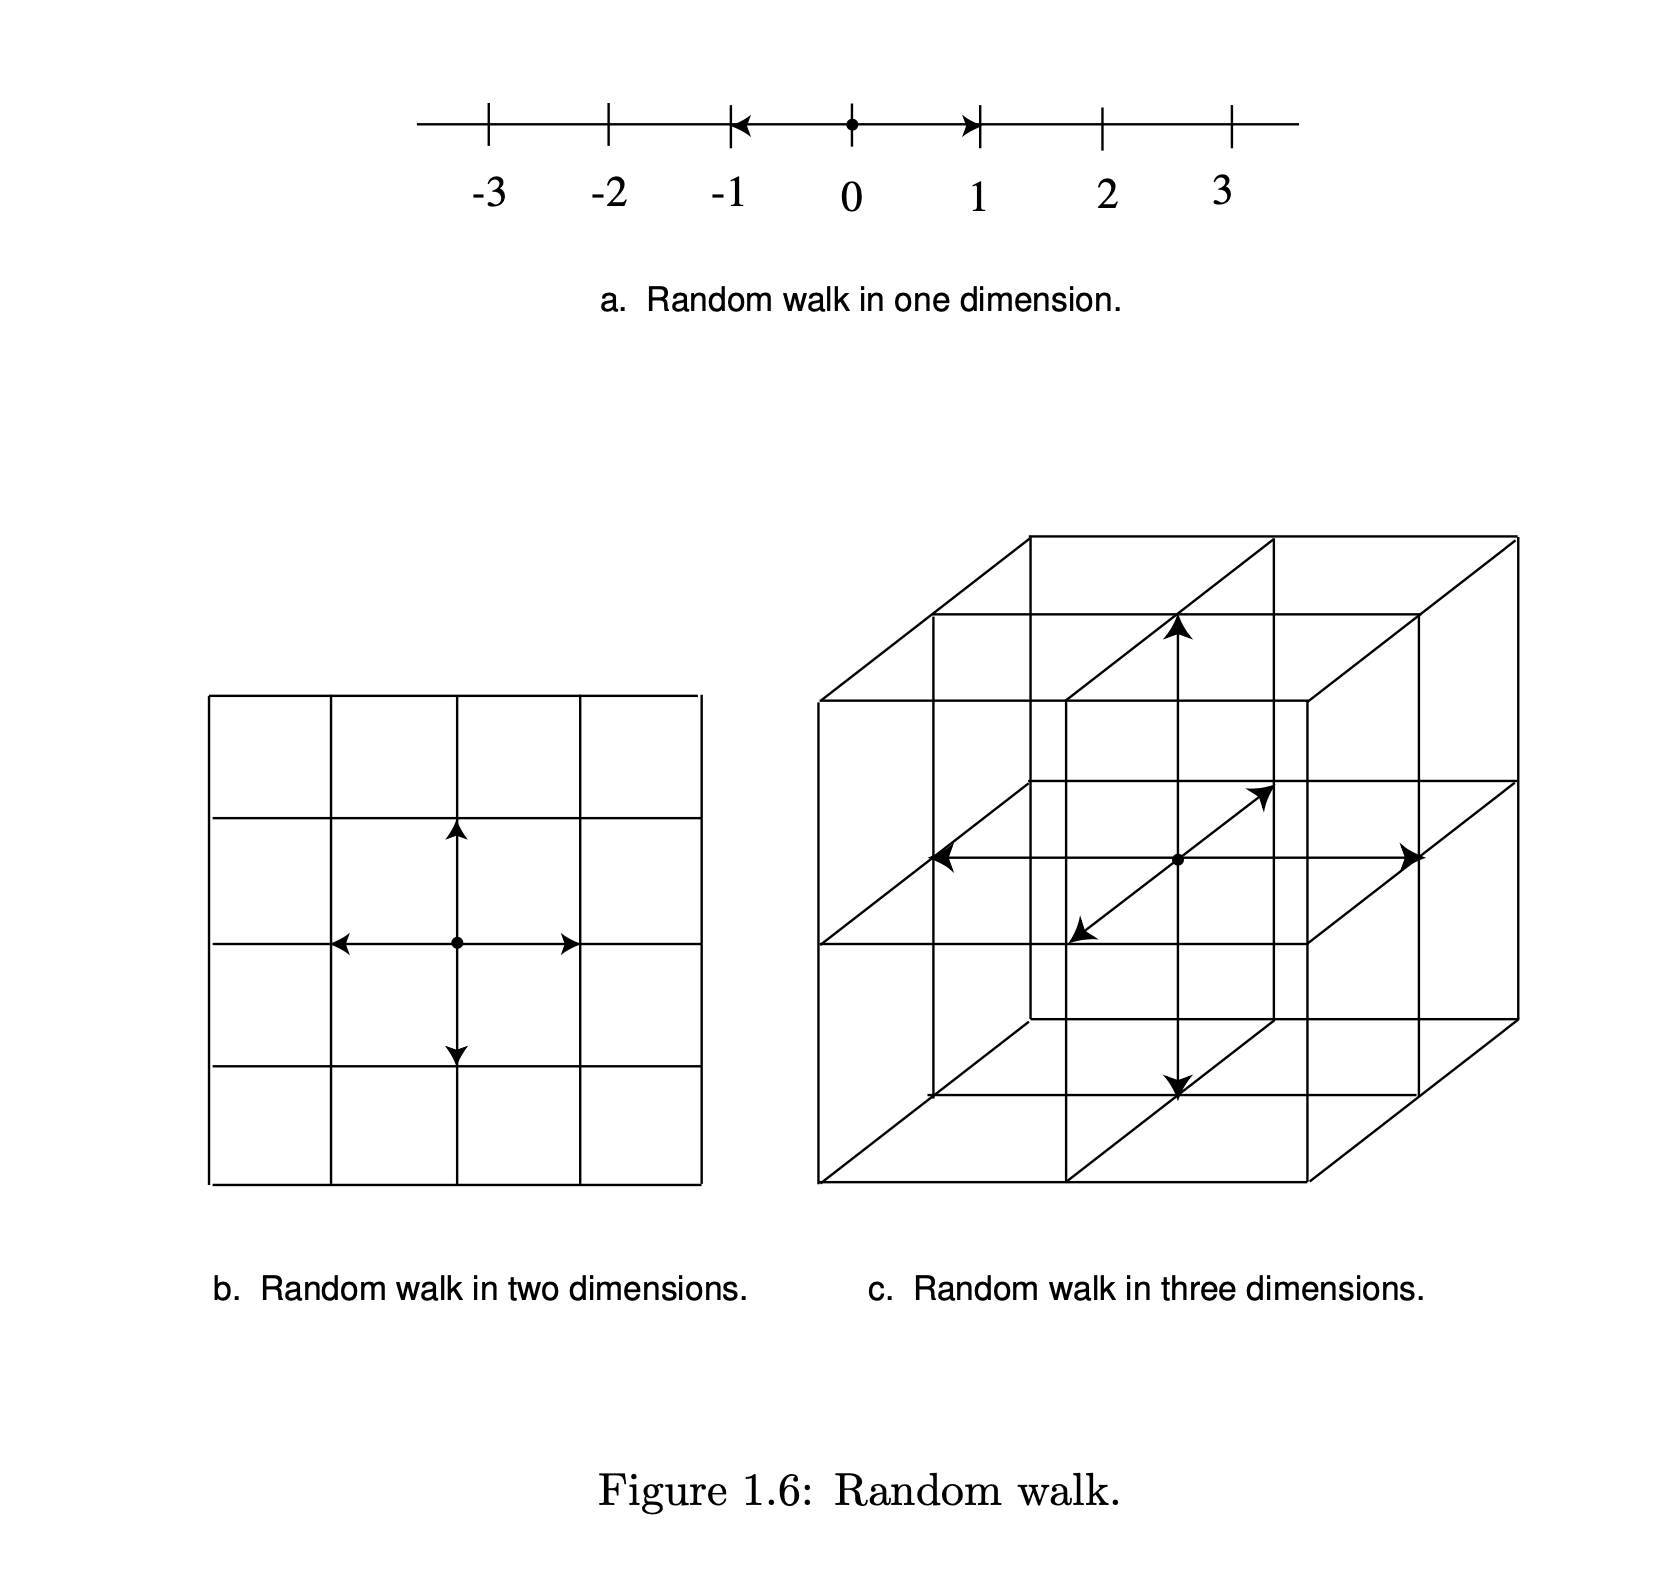 -3 -2 -1 0 1 2 3
a. Random walk in one dimension.
b. Random walk in two dimensions.
c. Random walk in three dimensions.
Figure 1.6: Random walk.